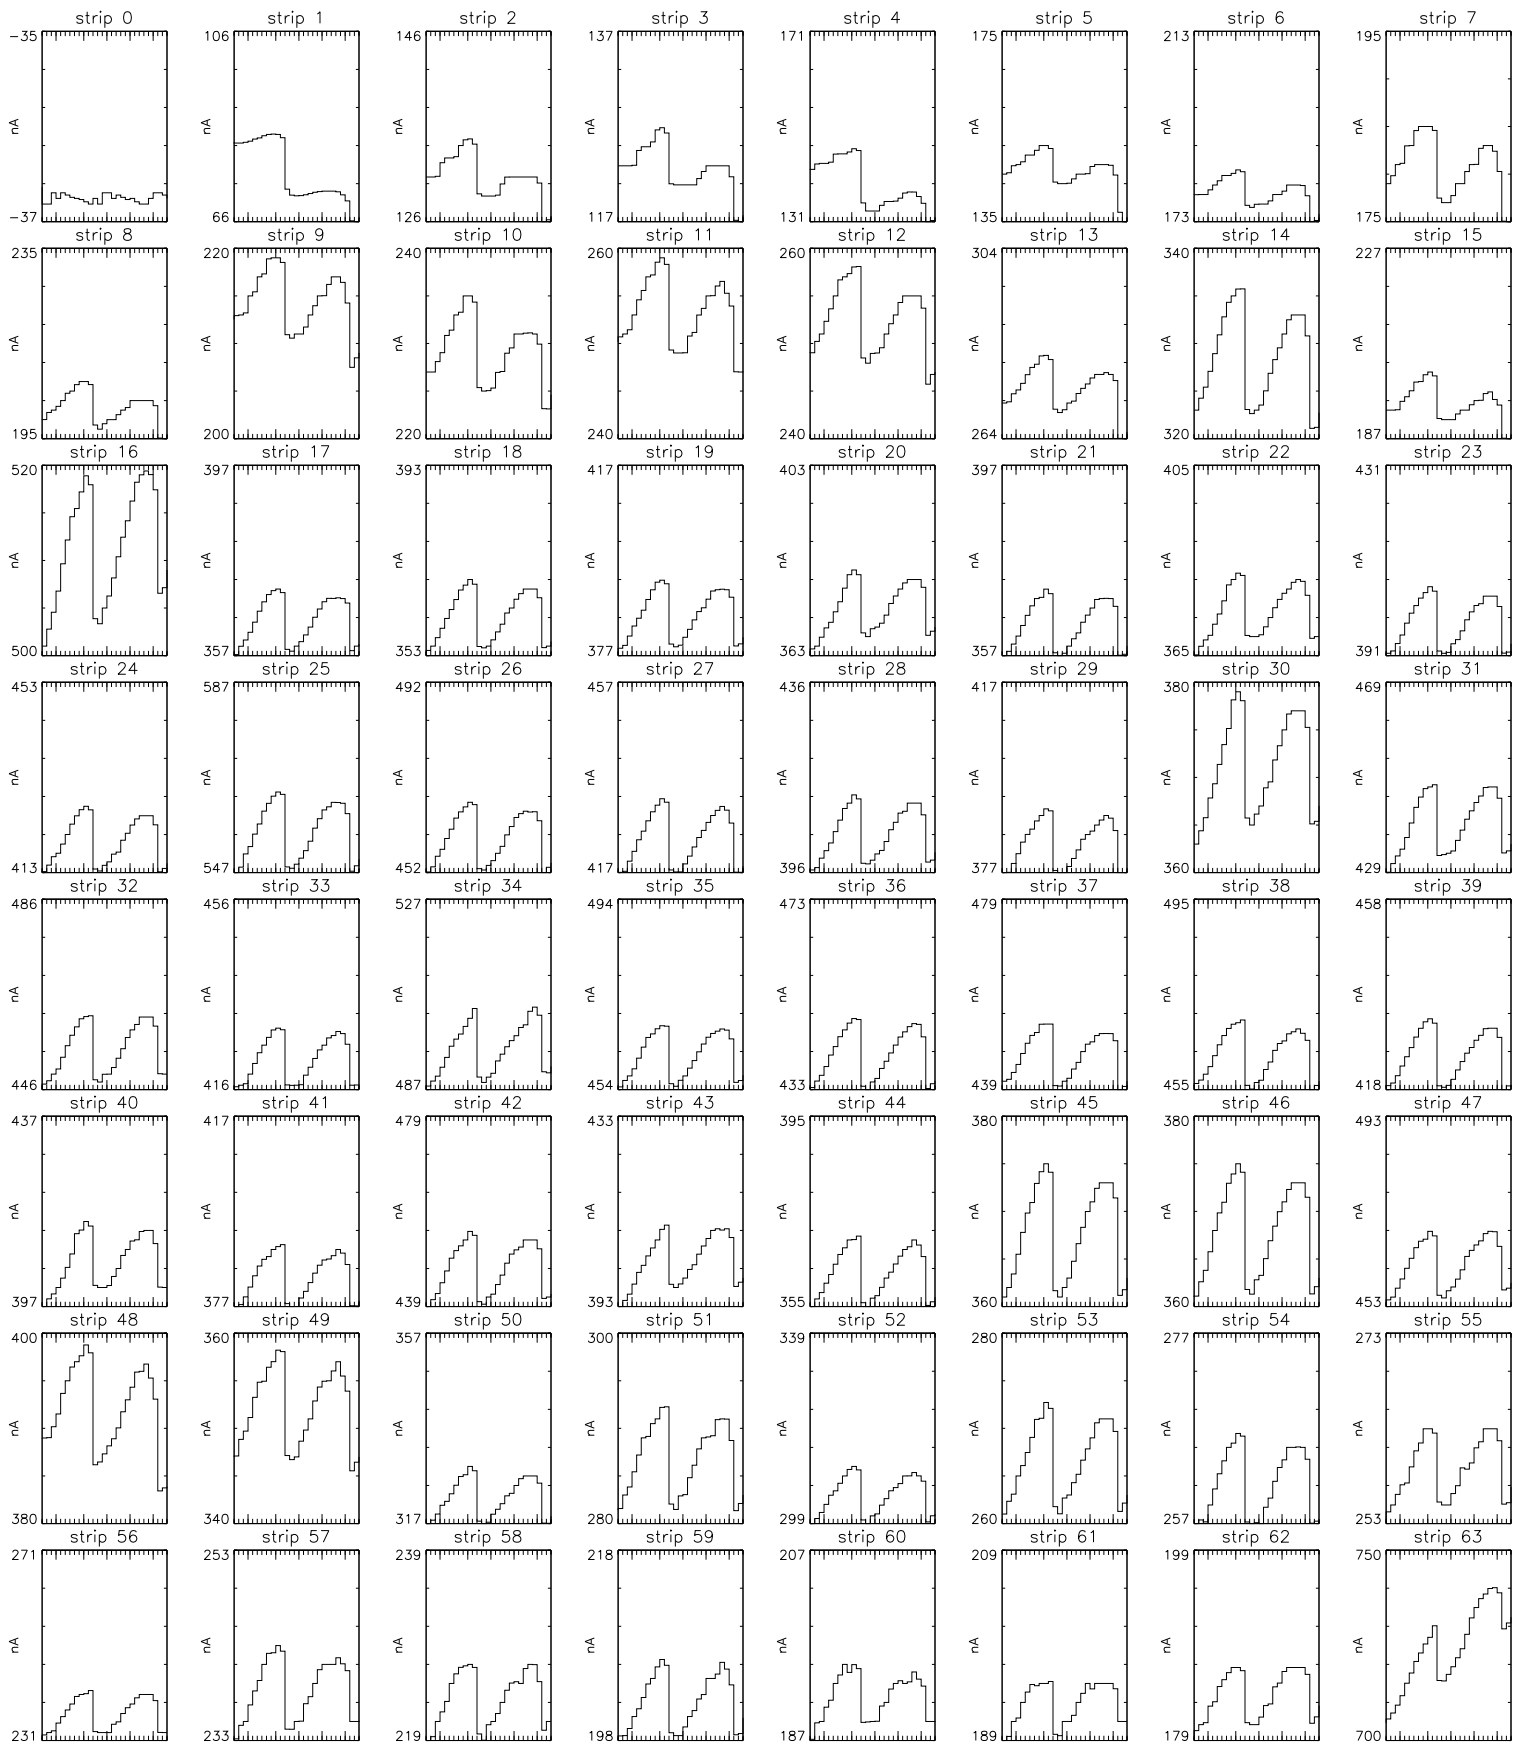 strip 0 strip 1 strip 2 strip 3 strip 4 strip 5 strip 6 strip 7
-35 106 146 137 171 175 213 195
nA nA nA nA nA nA nA nA
-37 66 126 117 131 135 173 175
strip 8 strip 9 strip 10 strip 11 strip 12 strip 13 strip 14 strip 15
235 220 240 260 260 304 340 227
nA nA nA nA nA nA nA nA
195 200 220 240 240 264 320 187
strip 16 strip 17 strip 18 strip 19 strip 20 strip 21 strip 22 strip 23
520 397 393 417 403 397 405 431
nA nA nA nA nA nA nA nA
500 357 353 377 363 357 365 391
strip 24 strip 25 strip 26 strip 27 strip 28 strip 29 strip 30 strip 31
453 587 492 457 436 417 380 469
nA nA nA nA nA nA nA nA
413 547 452 417 396 377 360 429
strip 32 strip 33 strip 34 strip 35 strip 36 strip 37 strip 38 strip 39
486 456 527 494 473 479 495 458
nA nA nA nA nA nA nA nA
446 416 487 454 433 439 455 418
strip 40 strip 41 strip 42 strip 43 strip 44 strip 45 strip 46 strip 47
437 417 479 433 395 380 380 493
nA nA nA nA nA nA nA nA
397 377 439 393 355 360 360 453
strip 48 strip 49 strip 50 strip 51 strip 52 strip 53 strip 54 strip 55
400 360 357 300 339 280 277 273
nA nA nA nA nA nA nA nA
380 340 317 280 299 260 257 253
strip 56 strip 57 strip 58 strip 59 strip 60 strip 61 strip 62 strip 63
271 253 239 218 207 209 199 750
nA nA nA nA nA nA nA nA
231 233 219 198 187 189 179 700